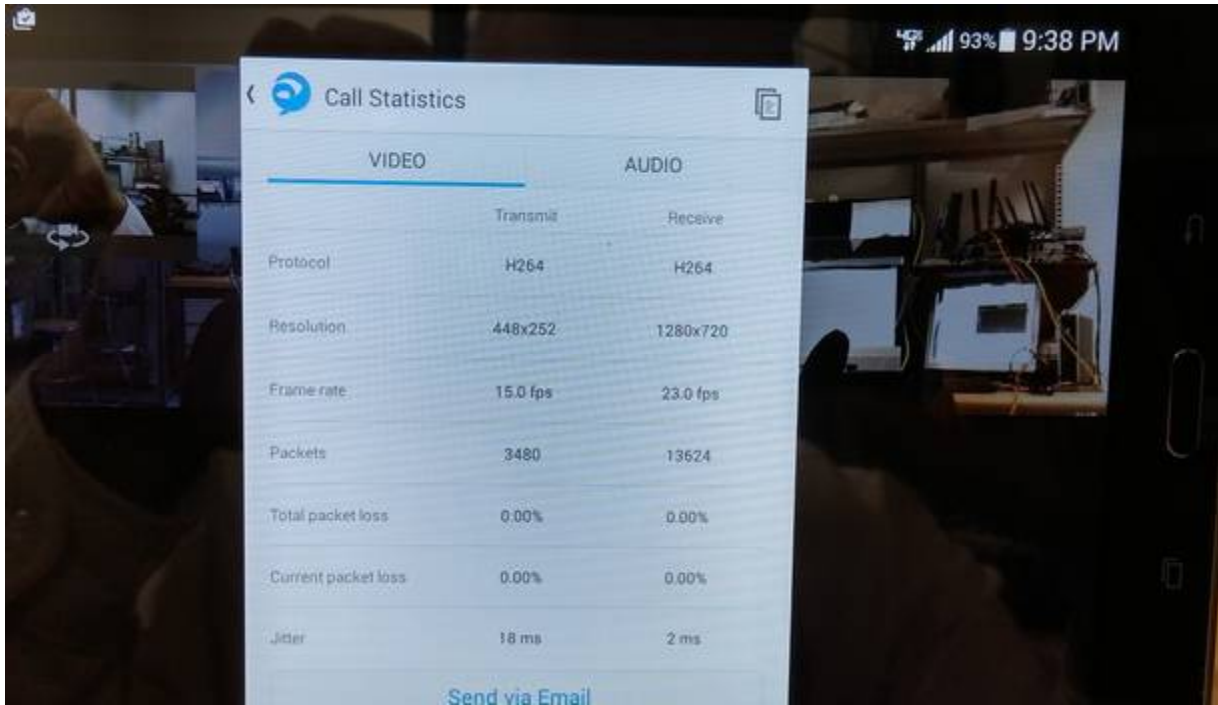 4G LTE 93% 9:38 PM
Call Statistics
VIDEO AUDIO
Transmit Receive
Protocol H264 H264
Resolution 448x252 1280x720
Frame rate 15.0 fps 23.0 fps
Packets 3480 13624
Total packet loss 0.00% 0.00%
Current packet loss 0.00% 0.00%
Jitter 18 ms 2 ms
Send via Email